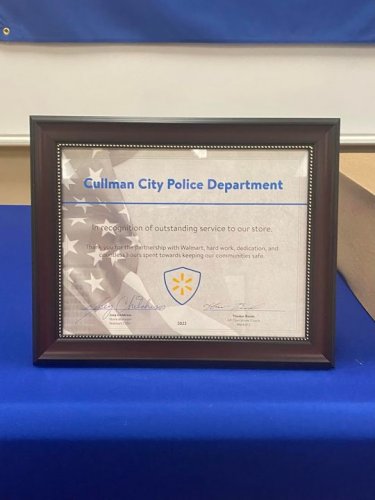 Cullman City Police Department
In recognition of outstanding service to our store.
Thank you for the partnership with Walmart, hard work, dedication, and
countless hours spent towards keeping our communities safe.
2022